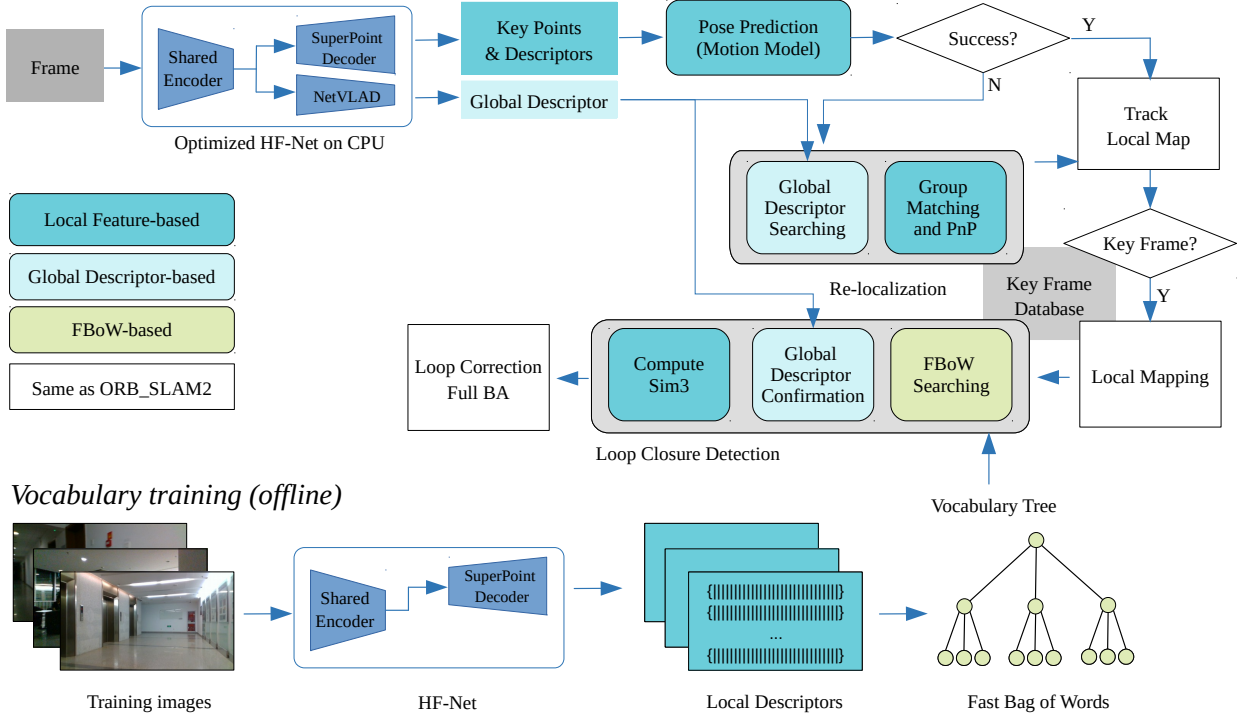 Frame
Shared
Encoder
SuperPoint
Decoder
NetVLAD
Optimized HF-Net on CPU
Key Points
& Descriptors
Global Descriptor
Pose Prediction
(Motion Model)
Success?
Y
N
Track
Local Map
Global
Descriptor
Searching
Group
Matching
and PnP
Re-localization
Key Frame?
Y
Key Frame
Database
Local Feature-based
Global Descriptor-based
FBoW-based
Same as ORB_SLAM2
Loop Correction
Full BA
Compute
Sim3
Global
Descriptor
Confirmation
FBoW
Searching
Local Mapping
Loop Closure Detection
Vocabulary training (offline)
Vocabulary Tree
Shared
Encoder
SuperPoint
Decoder
{||||||||||||||||||||||||||||||}
{||||||||||||||||||||||||||||||}
...
{||||||||||||||||||||||||||||||}
Training images
HF-Net
Local Descriptors
Fast Bag of Words